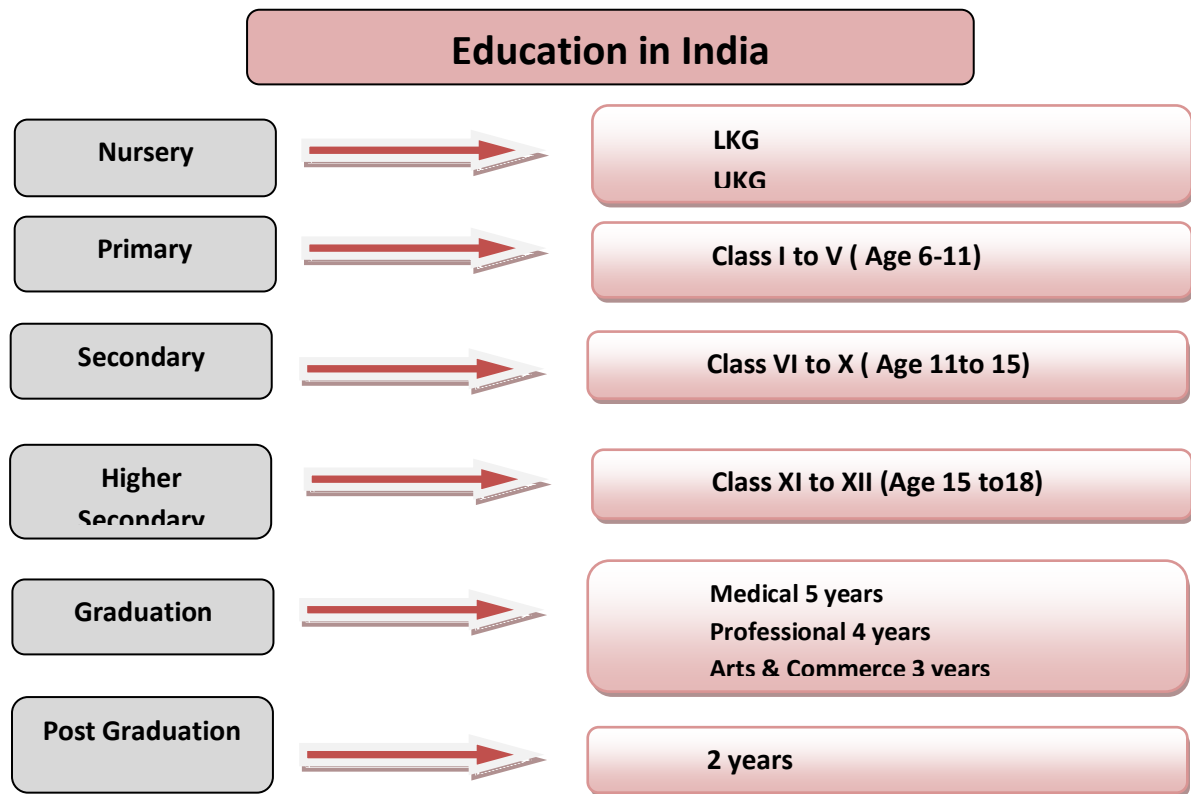 Education in India
Nursery
LKG
UKG
Primary
Class I to V ( Age 6-11)
Secondary
Class VI to X ( Age 11to 15)
Higher
Secondary
Class XI to XII (Age 15 to18)
Graduation
Medical 5 years
Professional 4 years
Arts & Commerce 3 years
Post Graduation
2 years